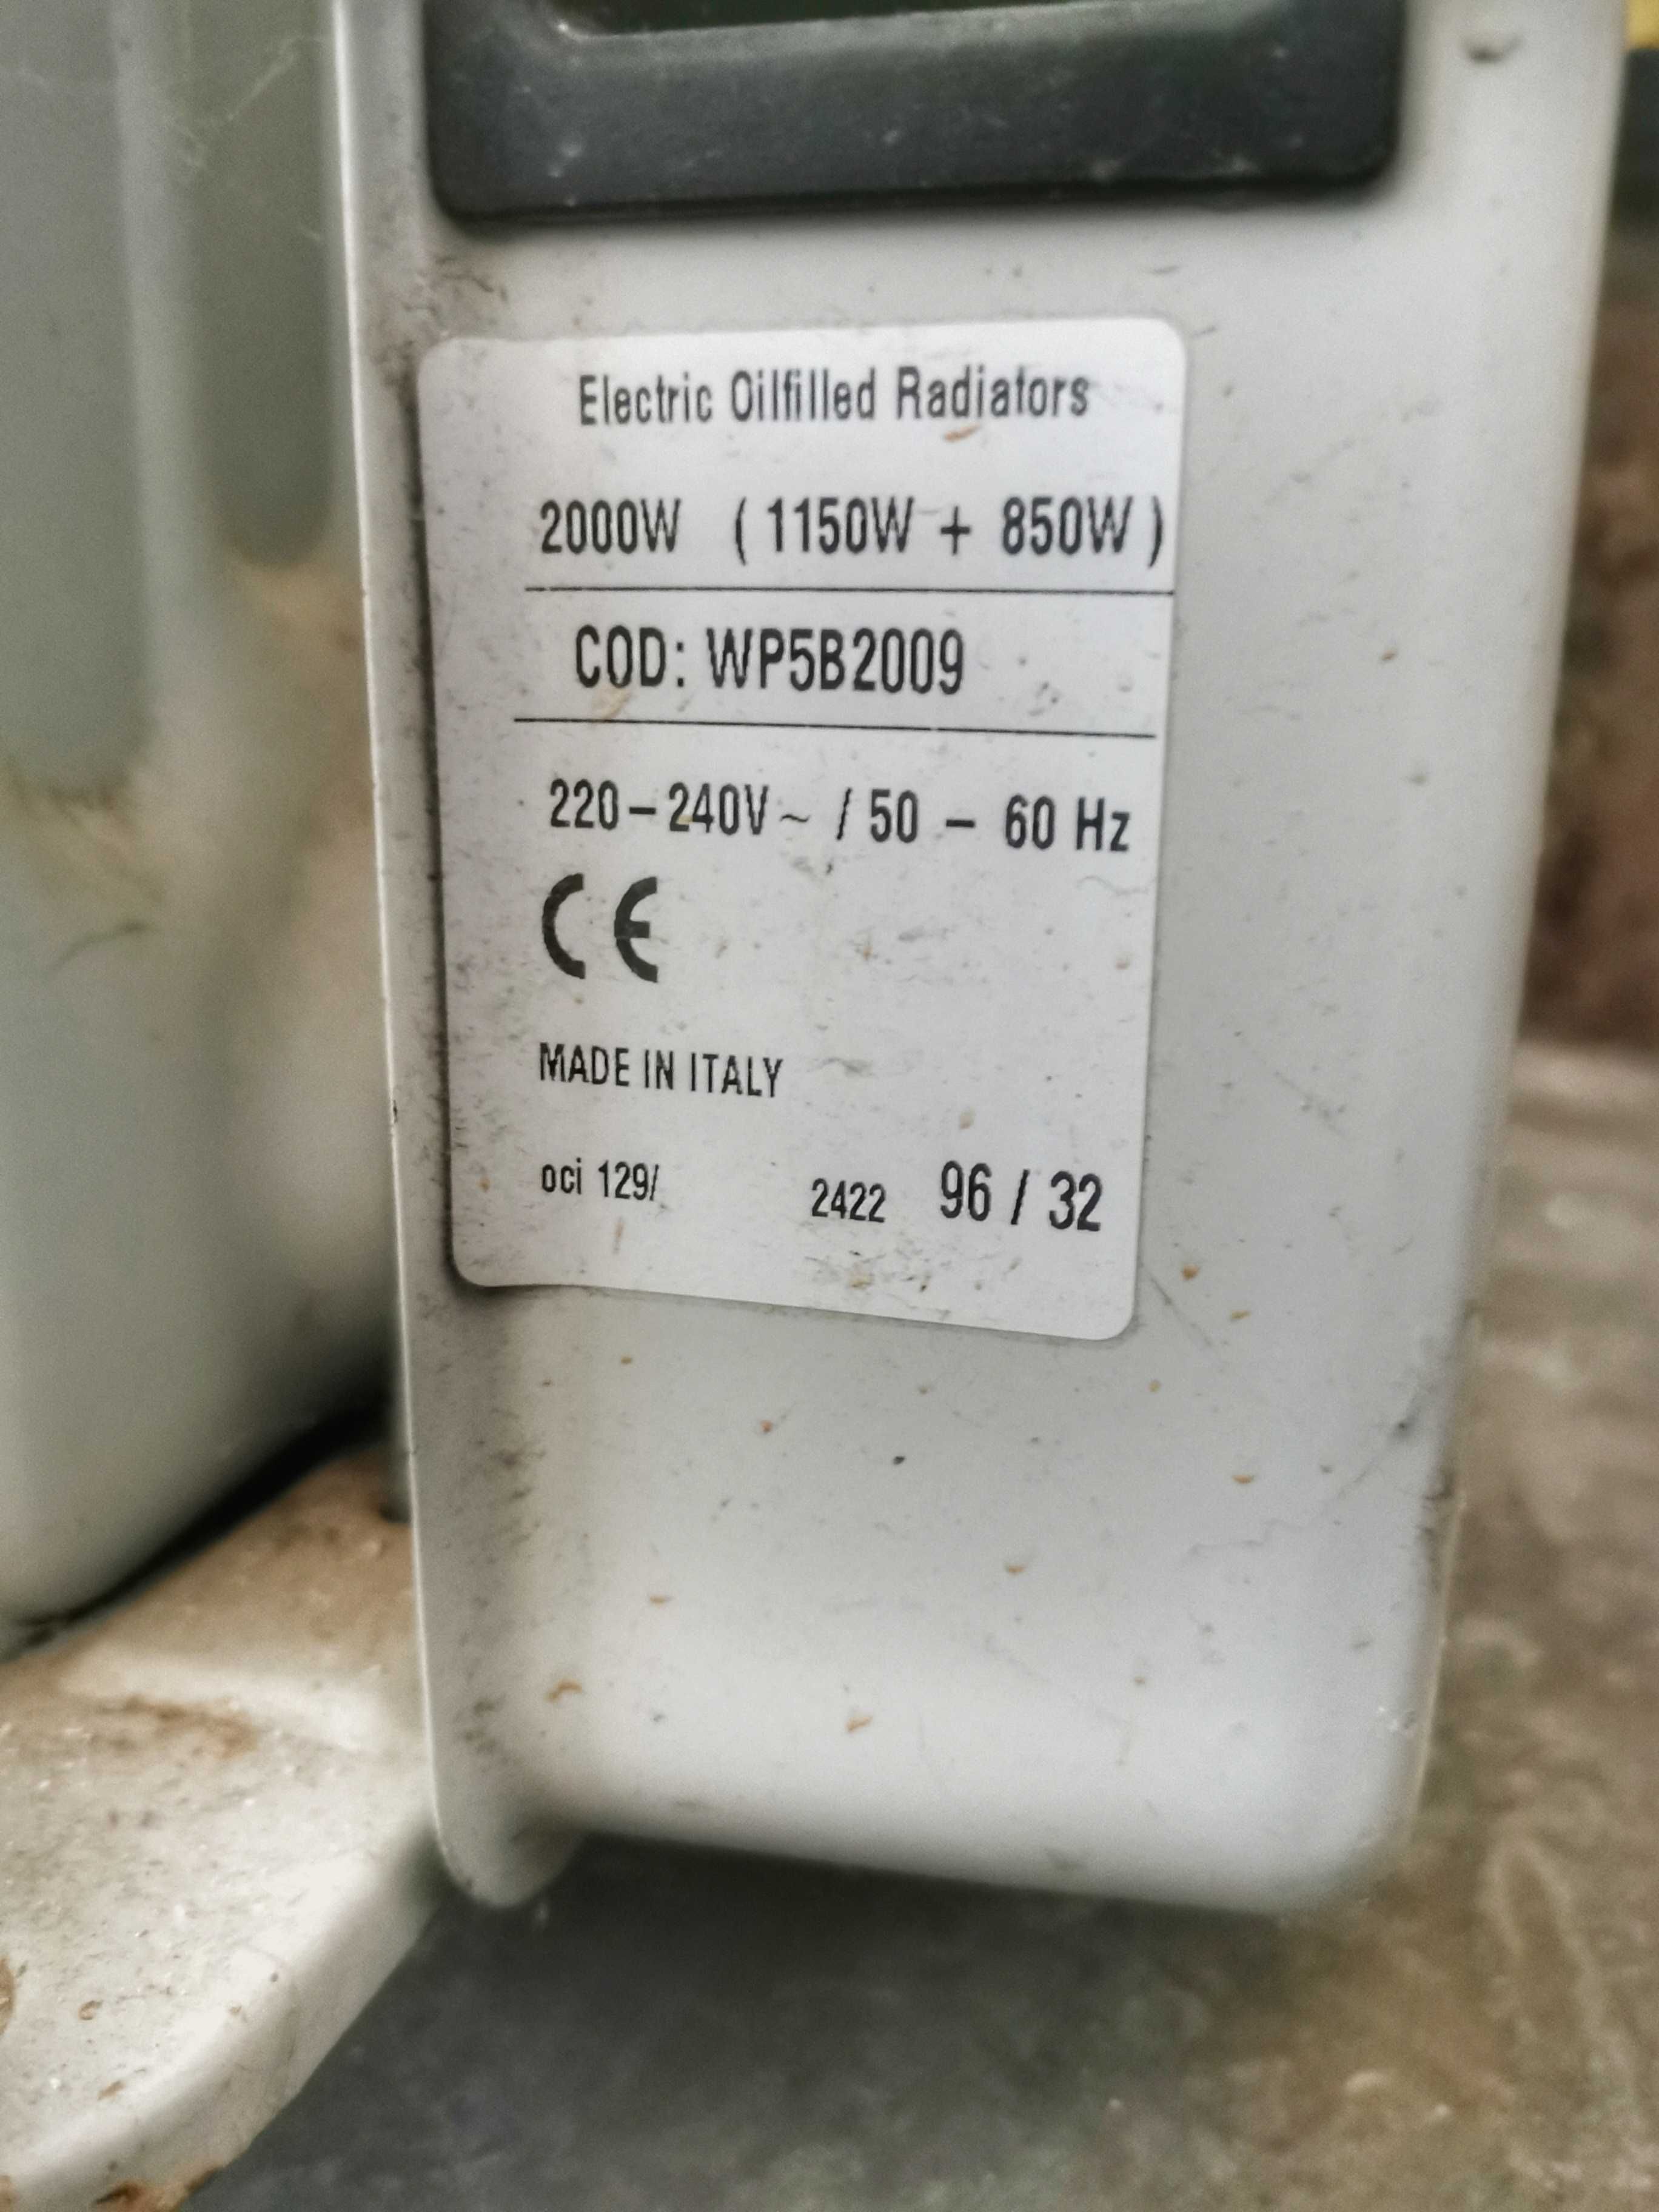 Electric Oilfilled Radiators
2000W ( 1150W + 850W )
COD: WP5B2009
220 – 240V ~ / 50 – 60 Hz
CE
MADE IN ITALY
oci 129/ 2422 96 / 32